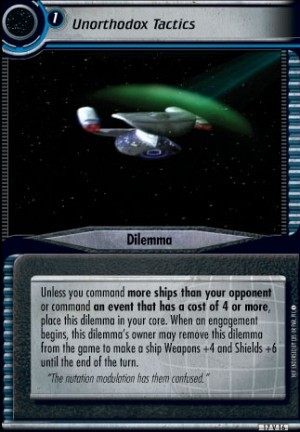 1
Unorthodox Tactics
Dilemma
Unless you command more ships than your opponent
or command an event that has a cost of 4 or more,
place this dilemma in your core. When an engagement
begins, this dilemma's owner may remove this dilemma
from the game to make a ship Weapons +4 and Shields +6
until the end of the turn.
"The nutation modulation has them confused."
17 V 16